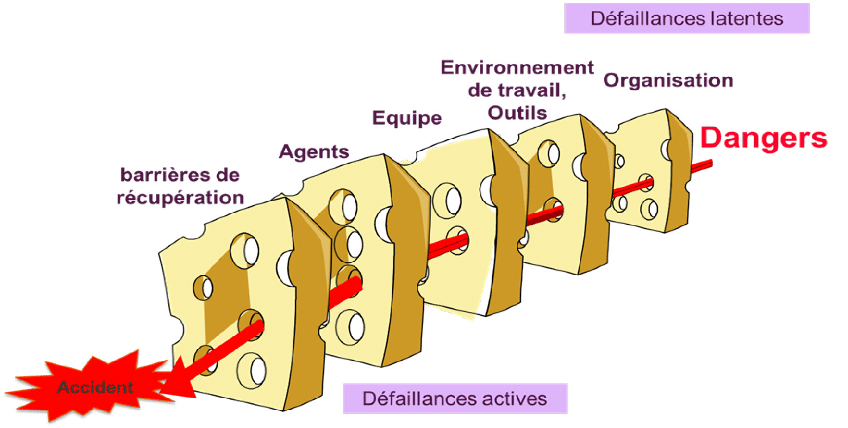 Défaillances latentes
Environnement
de travail,
Outils
Organisation
Equipe
Dangers
Agents
barrières de
récupération
Accident
Défaillances actives